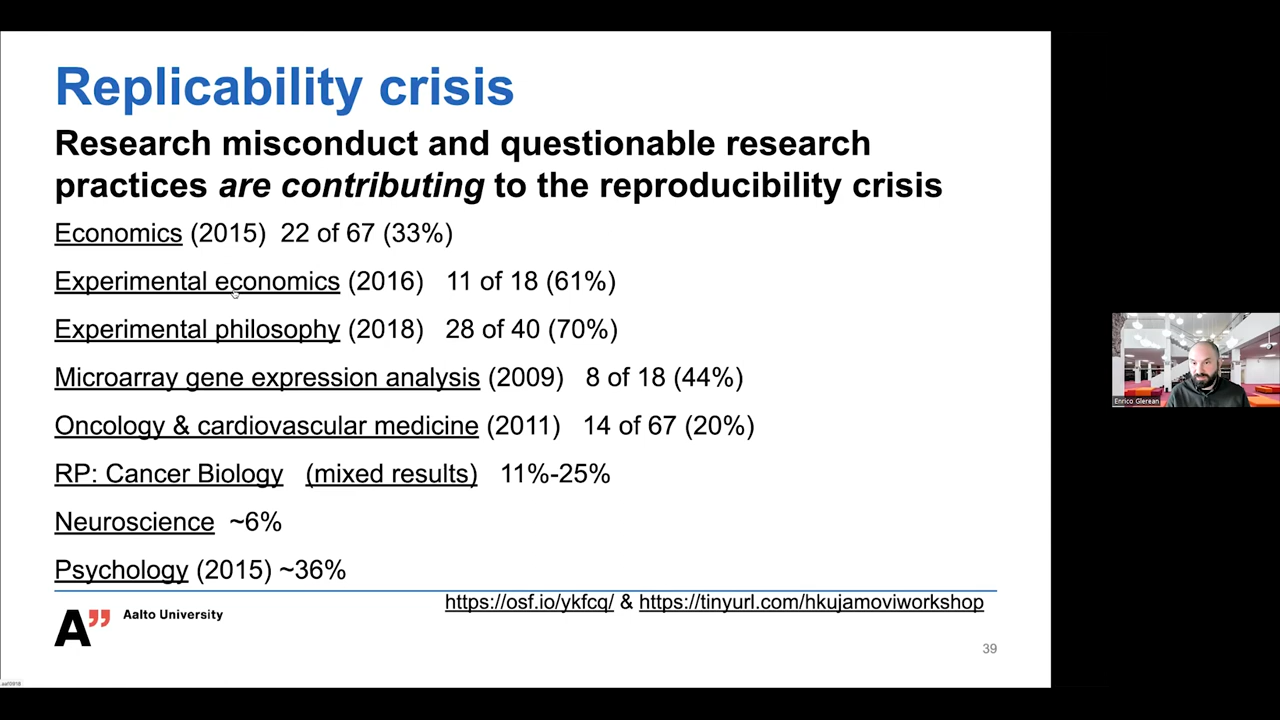 Replicability crisis
Research misconduct and questionable research
practices are contributing to the reproducibility crisis
Economics (2015)  22 of 67 (33%)
Experimental economics (2016)   11 of 18 (61%)
Experimental philosophy (2018)   28 of 40 (70%)
Microarray gene expression analysis (2009)   8 of 18 (44%)
Oncology & cardiovascular medicine (2011)   14 of 67 (20%)
RP: Cancer Biology   (mixed results)   11%-25%
Neuroscience  ~6%
Psychology (2015) ~36%
https://osf.io/ykfcq/ & https://tinyurl.com/hkujamoviworkshop
A”
Aalto University
39
Enrico Glerean